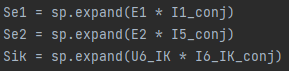 Se1 = sp.expand(E1 * I1_conj)
Se2 = sp.expand(E2 * I5_conj)
Sik = sp.expand(U6_IK * I6_IK_conj)